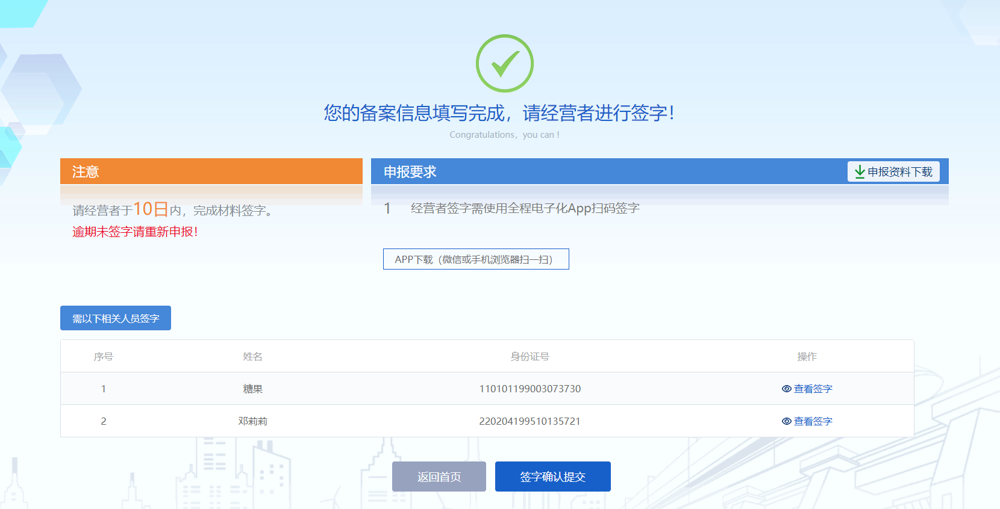 您的备案信息填写完成，请经营者进行签字！
Congratulations，you can !
注意
请经营者于10日内，完成材料签字。
逾期未签字请重新申报！
申报要求
申报资料下载
1 经营者签字需使用全程电子化App扫码签字
APP下载（微信或手机浏览器扫一扫）
需以下相关人员签字
序号 姓名 身份证号 操作
1 糖果 110101199003073730 查看签字
2 邓莉莉 220204199510135721 查看签字
返回首页 签字确认提交